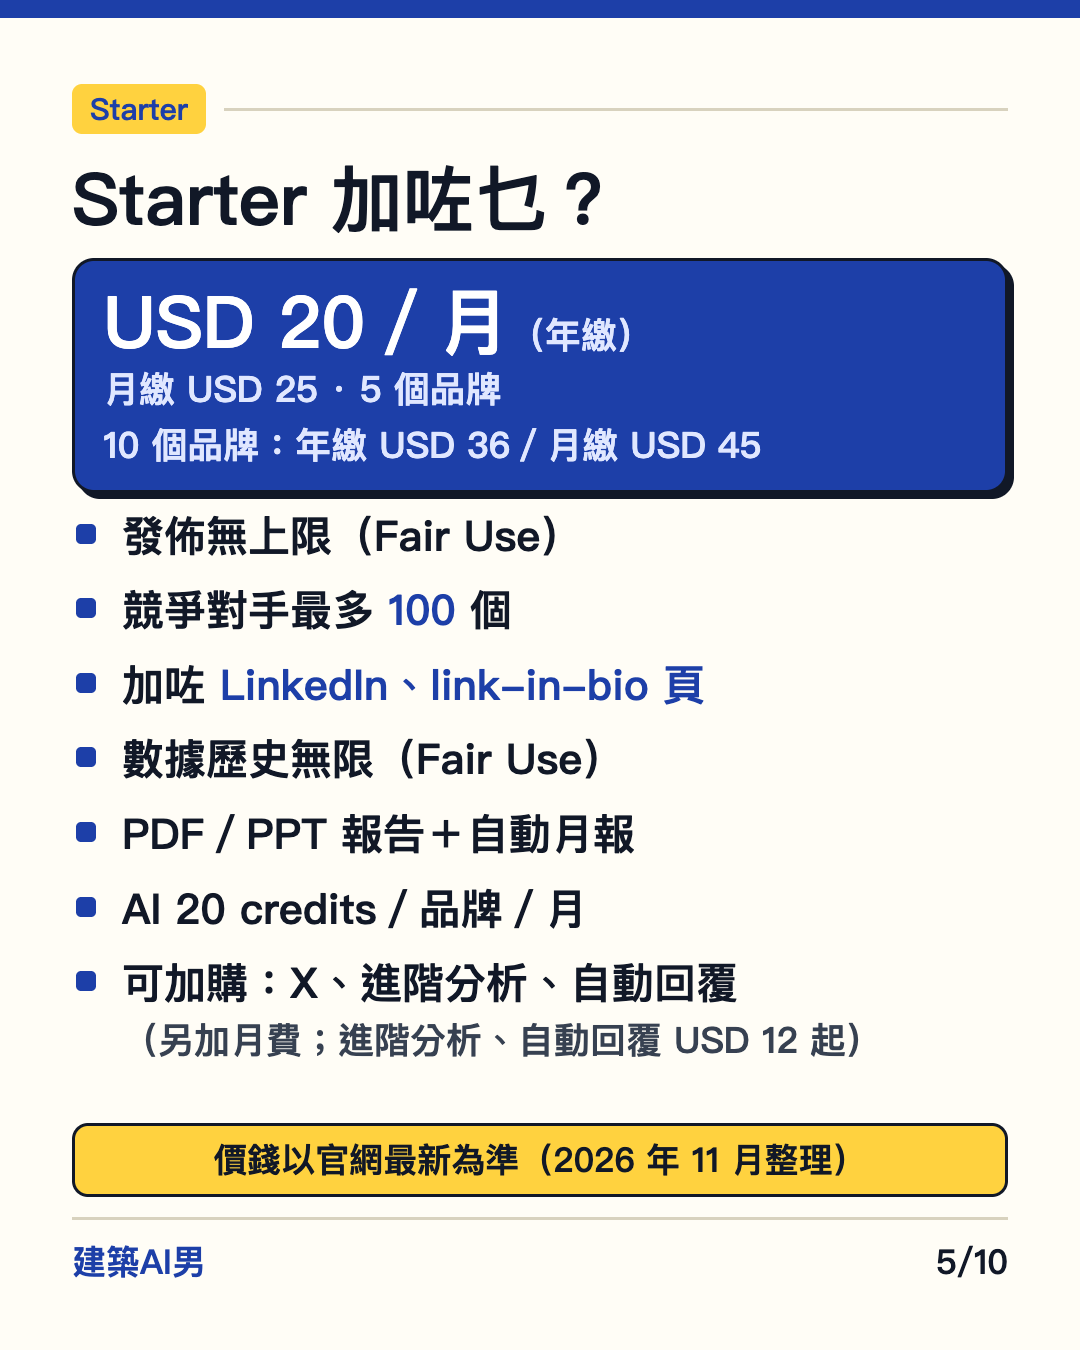 Starter
Starter 加咗乜？
USD 20 / 月（年繳）
月繳 USD 25 · 5 個品牌
10 個品牌：年繳 USD 36 / 月繳 USD 45
發佈無上限（Fair Use）
競爭對手最多 100 個
加咗 LinkedIn、link-in-bio 頁
數據歷史無限（Fair Use）
PDF / PPT 報告＋自動月報
AI 20 credits / 品牌 / 月
可加購：X、進階分析、自動回覆
（另加月費；進階分析、自動回覆 USD 12 起）
價錢以官網最新為準（2026 年 11 月整理）
建築AI男
5/10